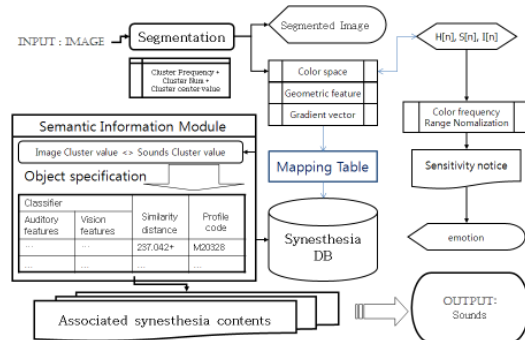 INPUT : IMAGE
Segmentation
Segmented Image
H[n], S[n], I[n]
Cluster Frequency +
Cluster Num +
Cluster center value
Color space
Geometric feature
Gradient vector
Color frequency
Range Nomalization
Semantic Information Module
Image Cluster value <> Sounds Cluster value
Mapping Table
Sensitivity notice
Object specification
Classifier
Auditory features
Vision features
Similarity distance
Profile code
... ... 237.042+ M20328
... ... ... ...
Synesthesia
DB
emotion
Associated synesthesia contents
OUTPUT:
Sounds